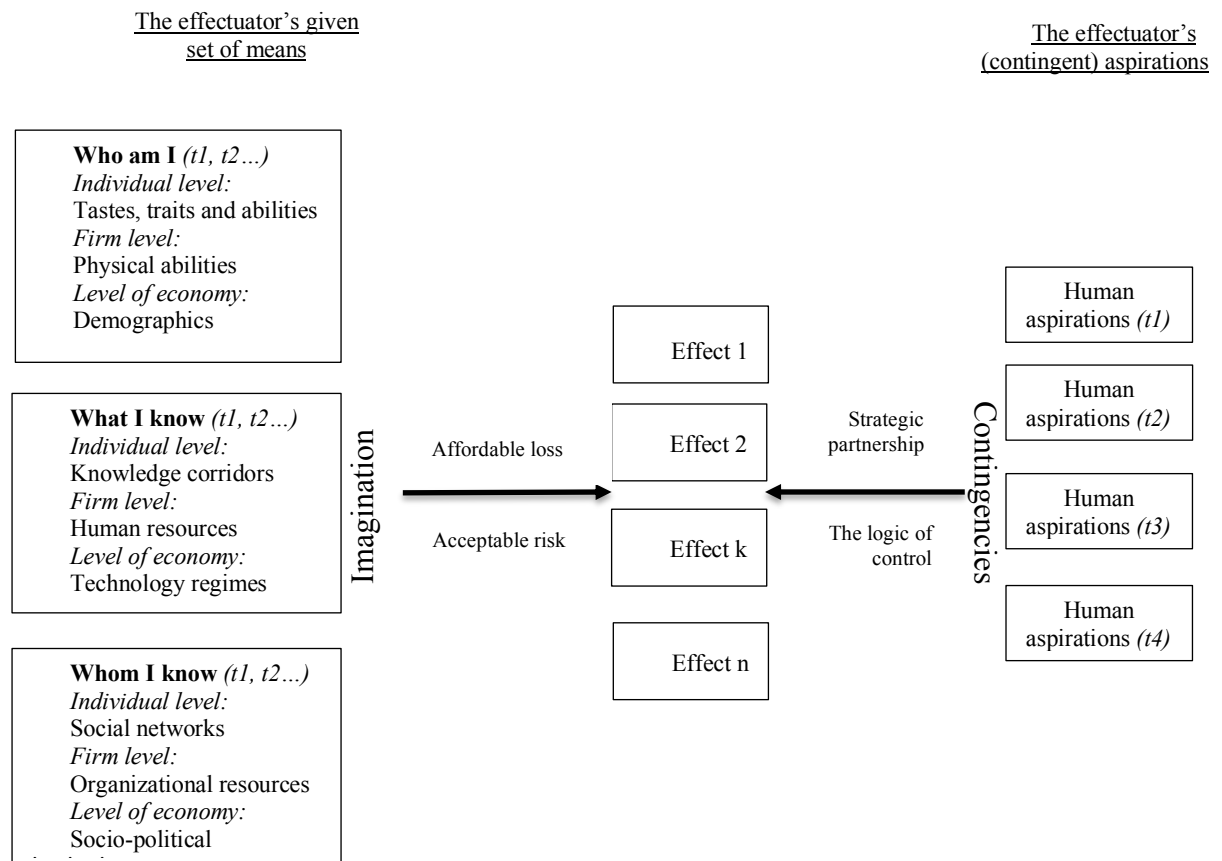 The effectuator's given
set of means
The effectuator's
(contingent) aspirations
Who am I (t1, t2…)
Individual level:
Tastes, traits and abilities
Firm level:
Physical abilities
Level of economy:
Demographics
What I know (t1, t2…)
Individual level:
Knowledge corridors
Firm level:
Human resources
Level of economy:
Technology regimes
Whom I know (t1, t2…)
Individual level:
Social networks
Firm level:
Organizational resources
Level of economy:
Socio-political
Imagination
Affordable loss
Acceptable risk
Effect 1
Effect 2
Effect k
Effect n
Strategic
partnership
The logic of
control
Contingencies
Human
aspirations (t1)
Human
aspirations (t2)
Human
aspirations (t3)
Human
aspirations (t4)